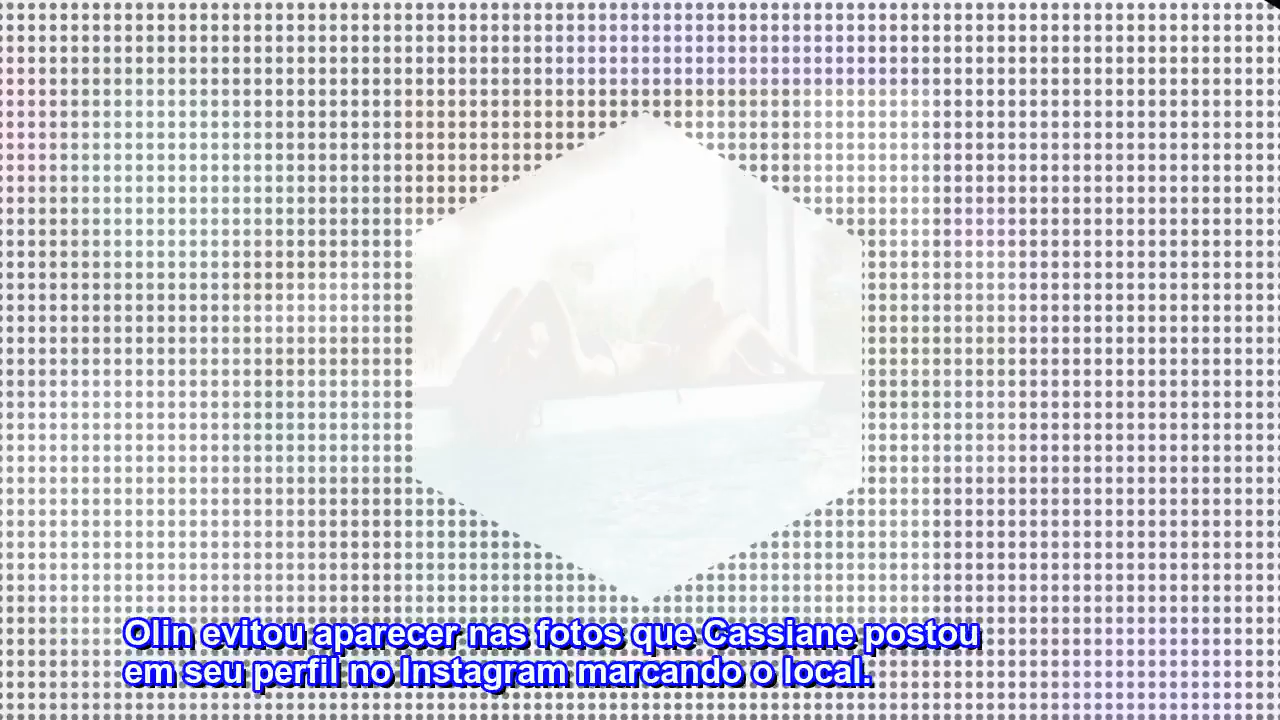 Olin evitou aparecer nas fotos que Cassiane postou
em seu perfil no Instagram marcando o local.